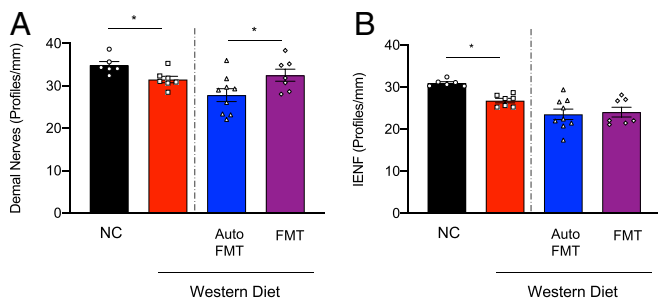 A
*
*
Demal Nerves (Profiles/mm)
40
30
20
10
0
NC
Auto
FMT
FMT
Western Diet
B
*
IENF (Profiles/mm)
40
30
20
10
0
NC
Auto
FMT
FMT
Western Diet